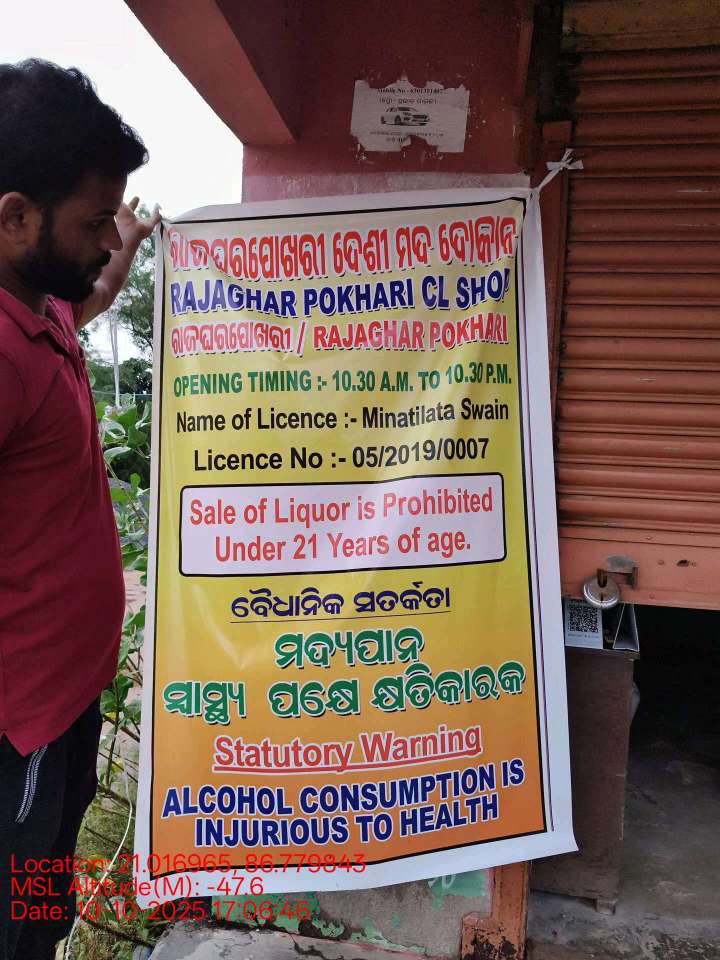 Mobile No - 6301381407
ରାଜଘରପୋଖରୀ ଦେଶୀ ମଦ ଦୋକାନ
RAJAGHAR POKHARI CL SHOP
ରାଜଘରପୋଖରୀ / RAJAGHAR POKHARI
OPENING TIMING :- 10.30 A.M. TO 10.30 P.M.
Name of Licence :- Minatilata Swain
Licence No :- 05/2019/0007
Sale of Liquor is Prohibited
Under 21 Years of age.
ବୈଧାନିକ ସତର୍କତା
ମଦ୍ୟପାନ
ସ୍ୱାସ୍ଥ୍ୟ ପକ୍ଷେ କ୍ଷତିକାରକ
Statutory Warning
ALCOHOL CONSUMPTION IS
INJURIOUS TO HEALTH
Location: 21.016965, 86.779843
MSL Altitude(M): -47.6
Date: 10-10-2025 17:06:46